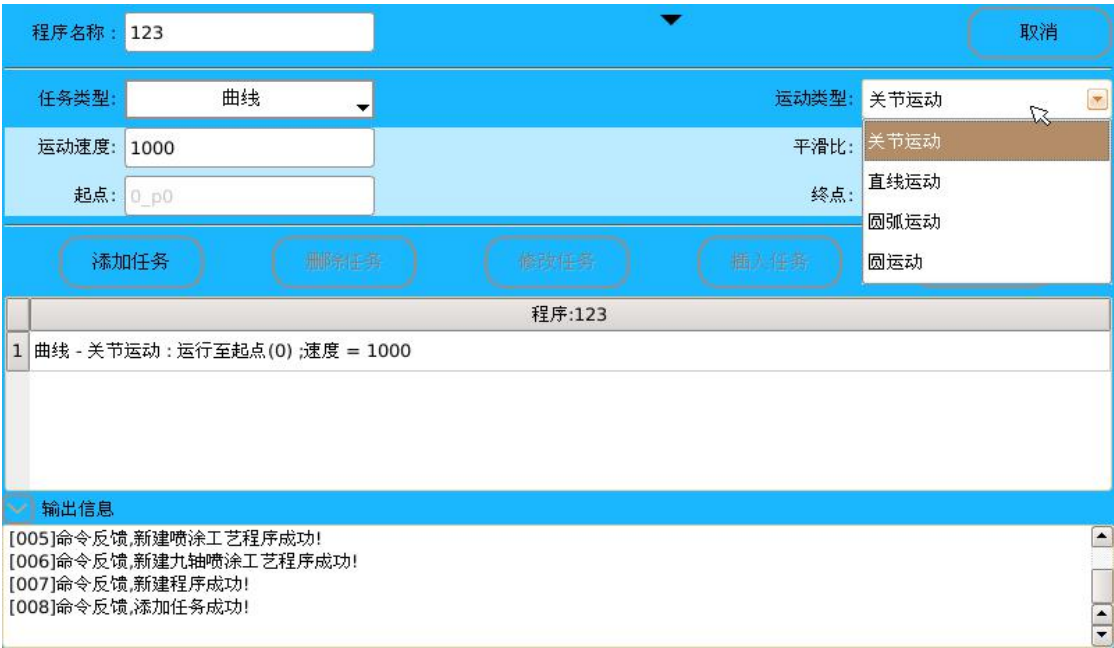 程序名称： 123 取消
任务类型: 曲线 运动类型: 关节运动
运动速度: 1000 平滑比: 关节运动
直线运动
起点: 0_p0 终点:
圆弧运动
添加任务 删除任务 修改任务 插入任务 圆运动
程序:123
1 曲线 - 关节运动 : 运行至起点(0) ;速度 = 1000
输出信息
[005]命令反馈,新建喷涂工艺程序成功!
[006]命令反馈,新建九轴喷涂工艺程序成功!
[007]命令反馈,新建程序成功!
[008]命令反馈,添加任务成功!